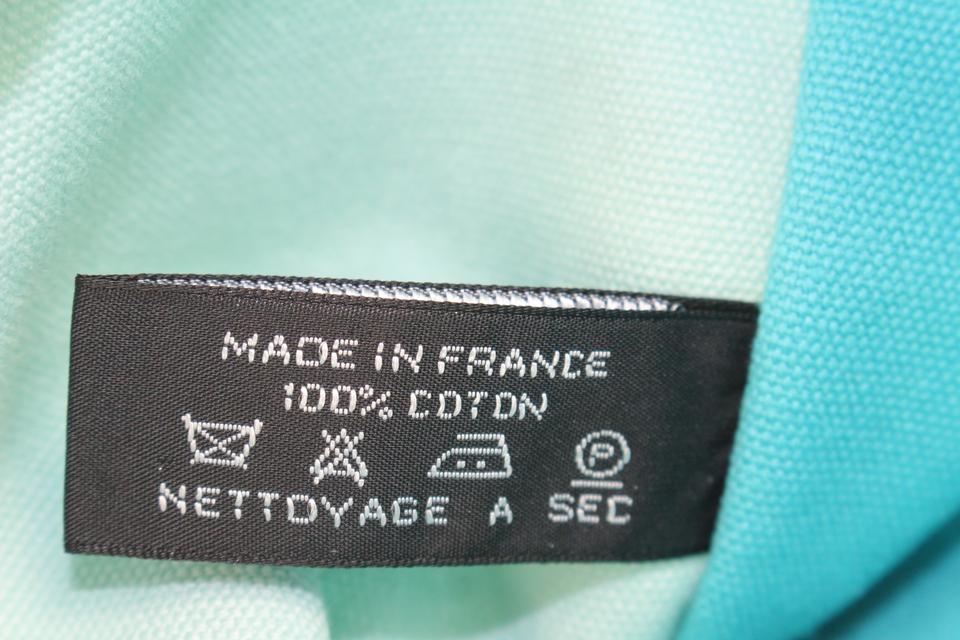 MADE IN FRANCE
100% COTON
P
NETTOYAGE A SEC